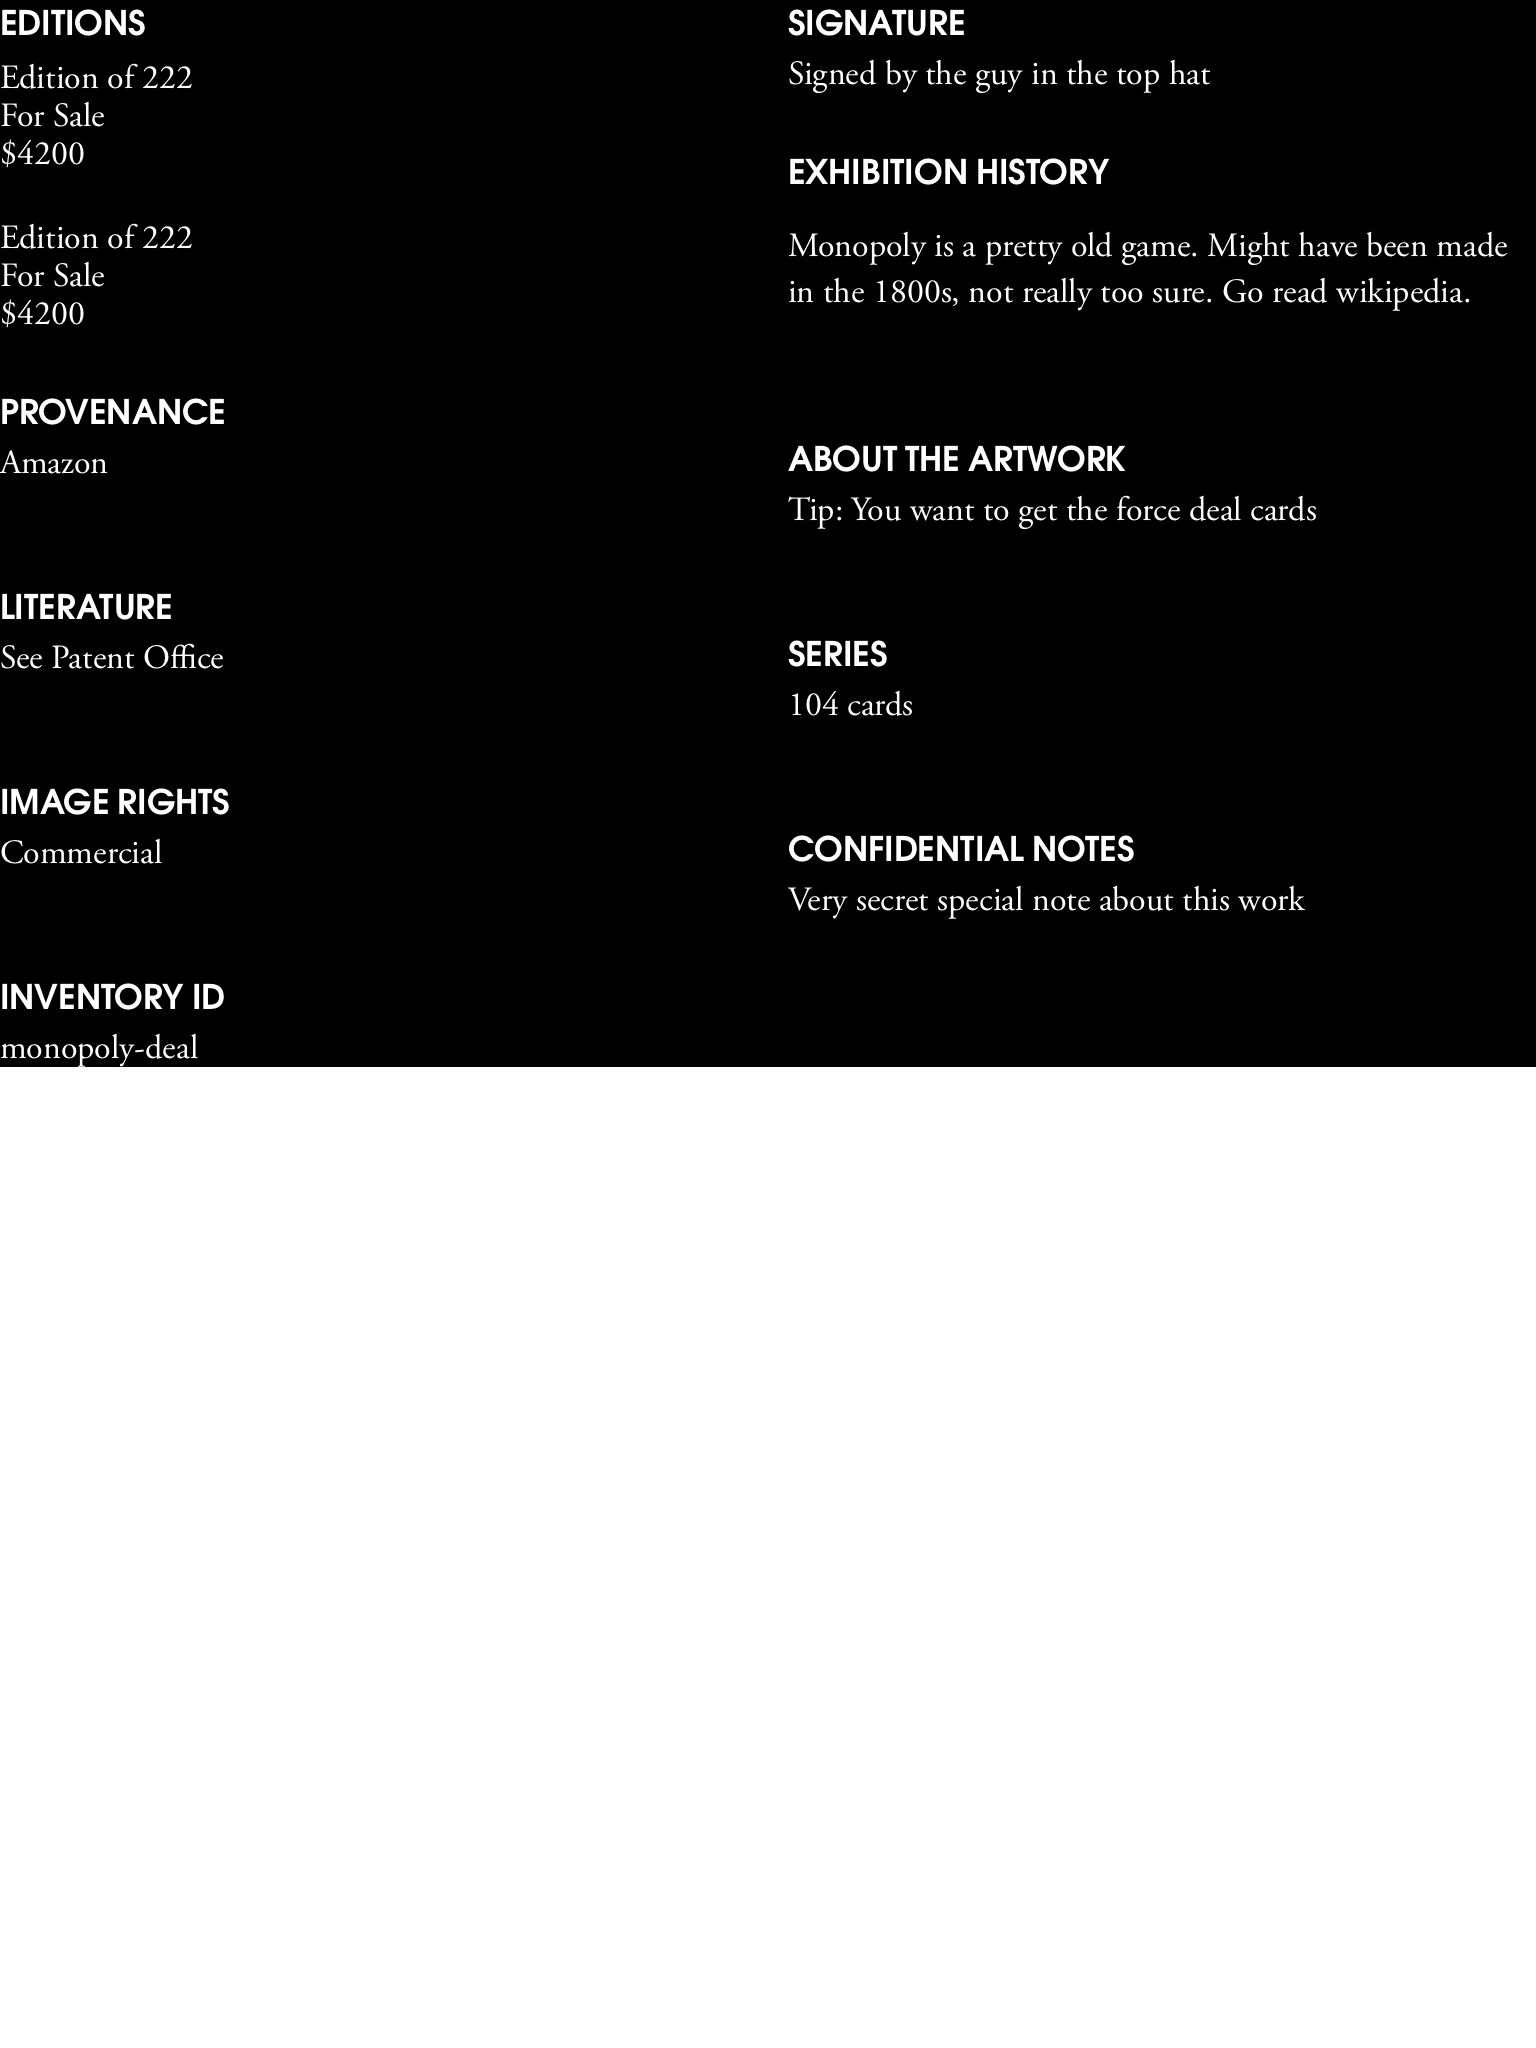 EDITIONS
Edition of 222
For Sale
$4200
Edition of 222
For Sale
$4200
PROVENANCE
Amazon
LITERATURE
See Patent Office
IMAGE RIGHTS
Commercial
INVENTORY ID
monopoly-deal
SIGNATURE
Signed by the guy in the top hat
EXHIBITION HISTORY
Monopoly is a pretty old game. Might have been made
in the 1800s, not really too sure. Go read wikipedia.
ABOUT THE ARTWORK
Tip: You want to get the force deal cards
SERIES
104 cards
CONFIDENTIAL NOTES
Very secret special note about this work